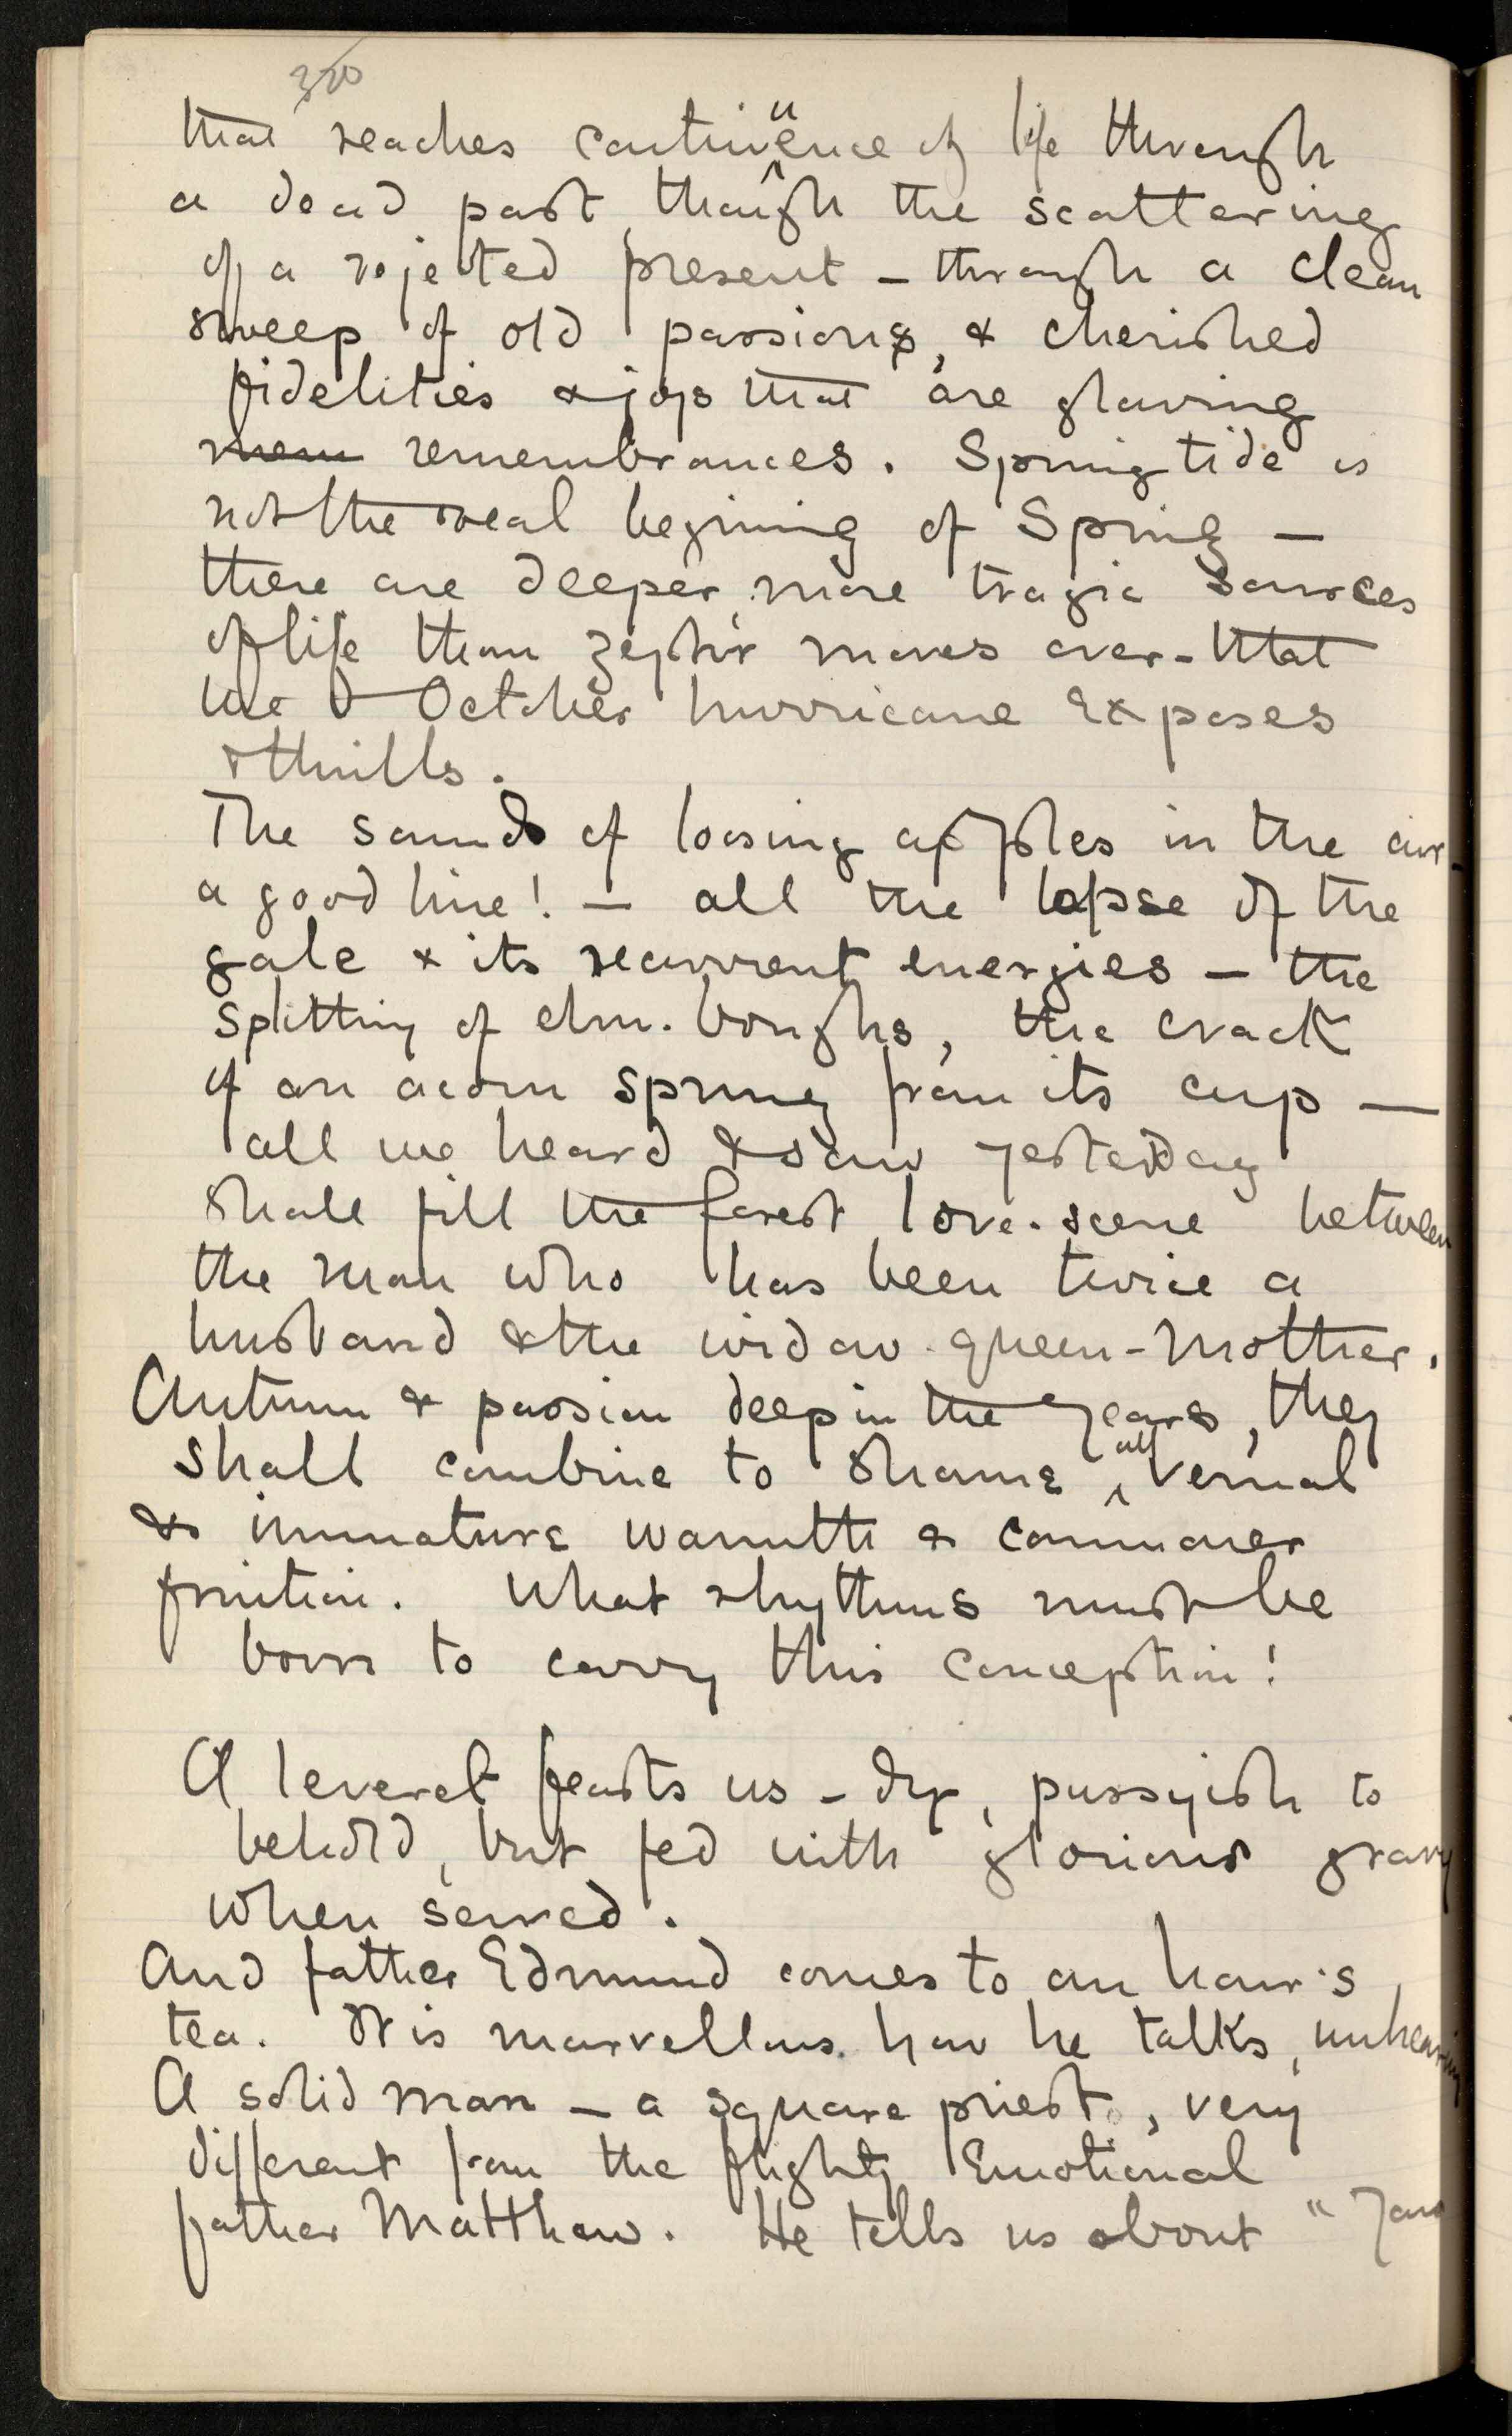 320
that reaches continuence of life through
a dead past, though the scattering
of a rejected present – through a clean
sweep of old passions, & cherished
fidelities & joys that are glowing
mem remembrances. Spring tide is
not the real begining of Spring –
there are deeper, more tragic sources
of life than zephir moves over – that
the October hurricane exposes
& thrills.
The sounds of loosing apples in the air –
a good line! – all the lapse of the
gale & its recurrent energies – the
splitting of elm-boughs, the crack
of an acorn sprung from its cup –
all we heard & saw yesterday
shall fill the forest love-scene between
the man who has been twice a
husband & the widow-queen-mother.
Autumn & passion deep in the years, they
shall combine to shame all vernal
& immature warmth & commoner
fruition. What rhythms must be
born to carry this conception!
A leveret feasts us – dry, pussyish to
behold, but fed with glorious gravy
when served.
And father Edmund comes to an hour's
tea. It is marvellous how he talks, unhearing
A solid man – a square priest, very
different from the flighty emotional
father Matthew. He tells us about "